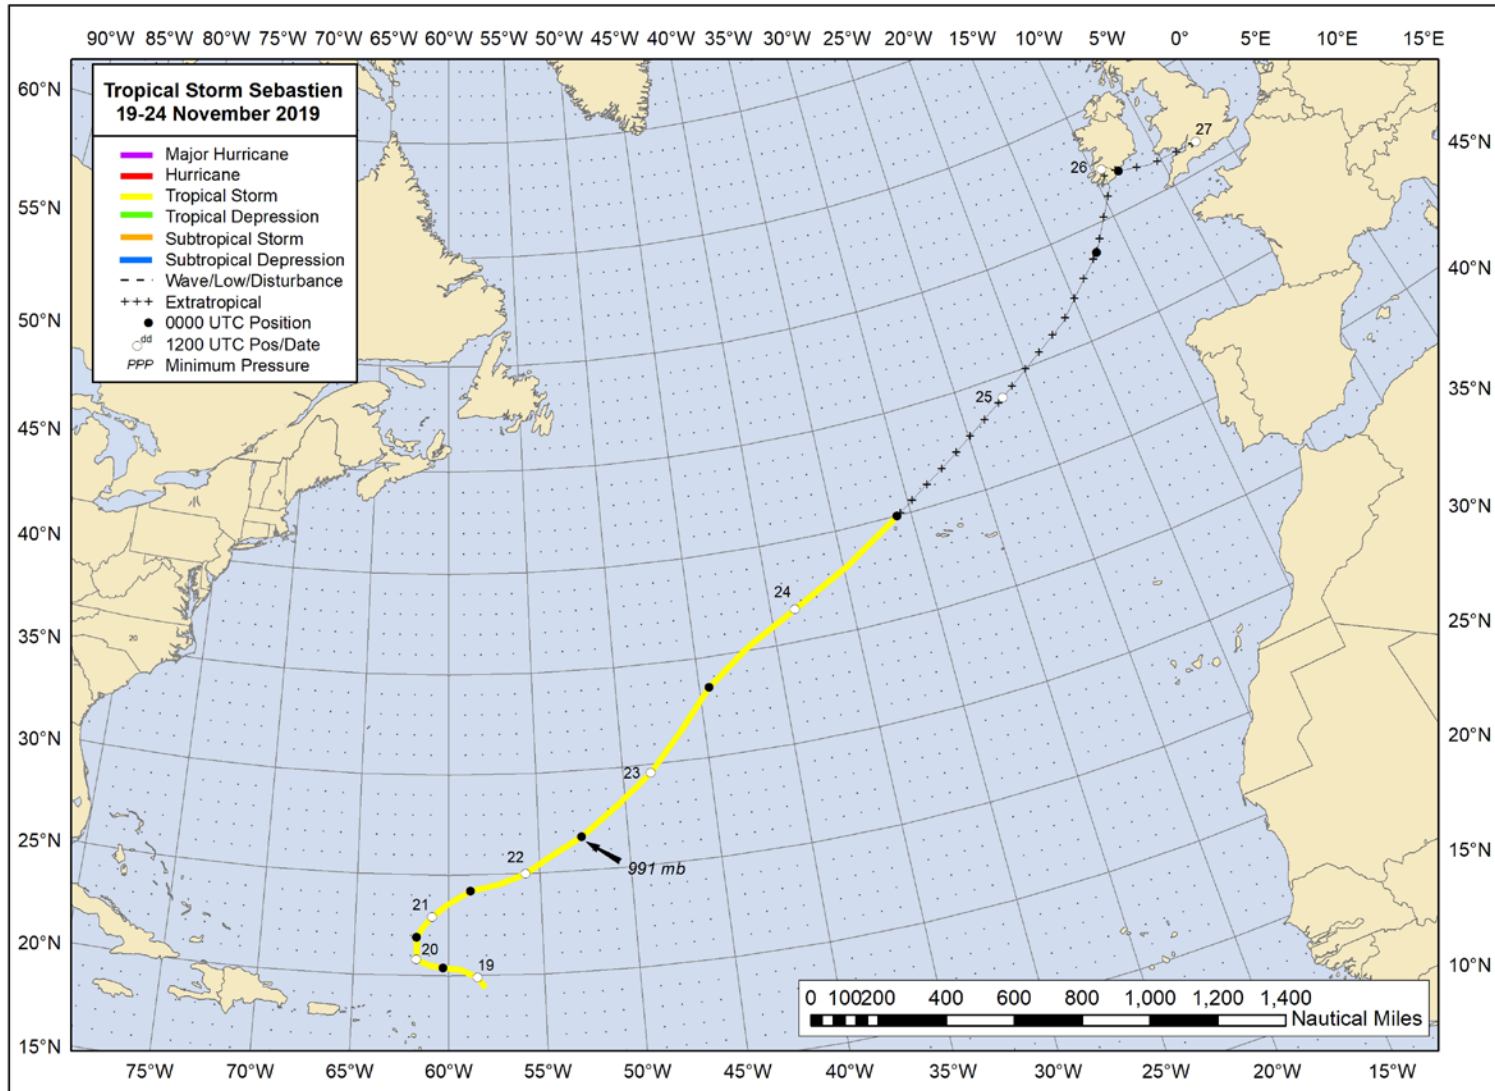 90°W 85°W 80°W 75°W 70°W 65°W 60°W 55°W 50°W 45°W 40°W 35°W 30°W 25°W 20°W 15°W 10°W 5°W 0° 5°E 10°E 15°E
Tropical Storm Sebastien
19-24 November 2019
Major Hurricane
Hurricane
Tropical Storm
Tropical Depression
Subtropical Storm
Subtropical Depression
Wave/Low/Disturbance
+++ Extratropical
0000 UTC Position
dd 1200 UTC Pos/Date
PPP Minimum Pressure
60°N
55°N
50°N
45°N
40°N
35°N
30°N
25°N
20°N
15°N
45°N
40°N
35°N
30°N
25°N
20°N
15°N
10°N
27
26
25
24
23
991 mb
22
21
20
19
20
0 100 200 400 600 800 1,000 1,200 1,400
Nautical Miles
75°W 70°W 65°W 60°W 55°W 50°W 45°W 40°W 35°W 30°W 25°W 20°W 15°W